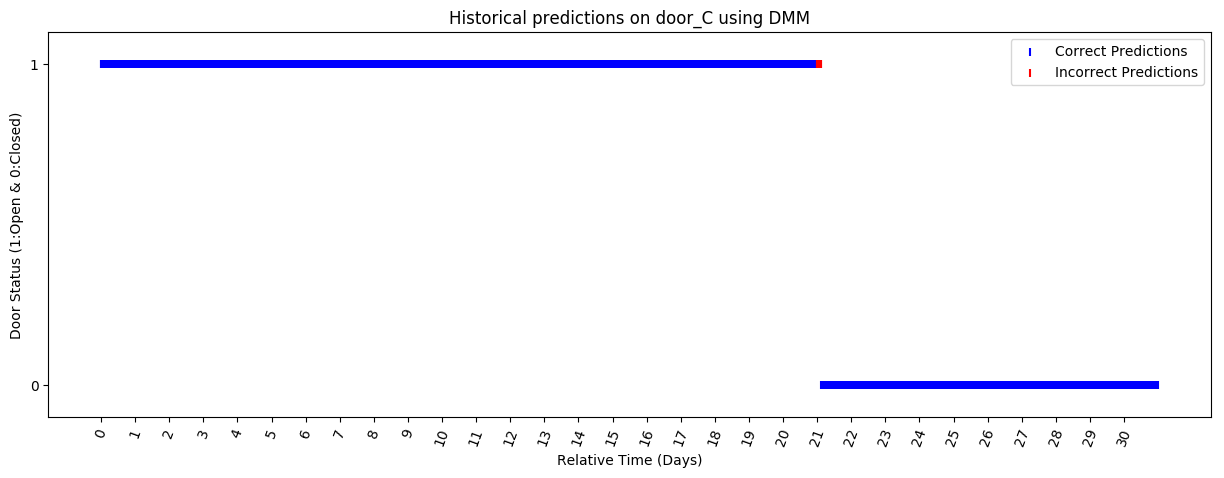 Historical predictions on door_C using DMM
Correct Predictions
Incorrect Predictions
Door Status (1:Open & 0:Closed)
1
0
0 1 2 3 4 5 6 7 8 9 10 11 12 13 14 15 16 17 18 19 20 21 22 23 24 25 26 27 28 29 30
Relative Time (Days)